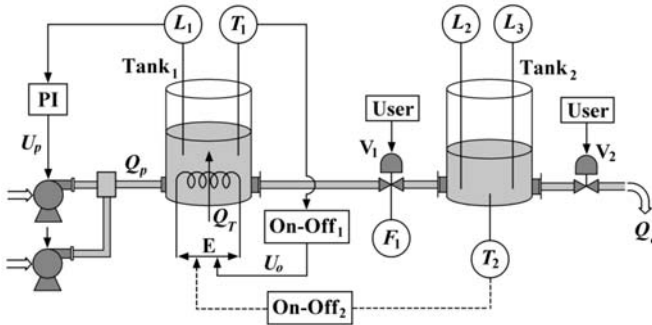 L1 T1 L2 L3
Tank1 Tank2
PI User User
Up V1 V2
Qp
QT On-Off1 F1 Q
E T2
Uo
On-Off2